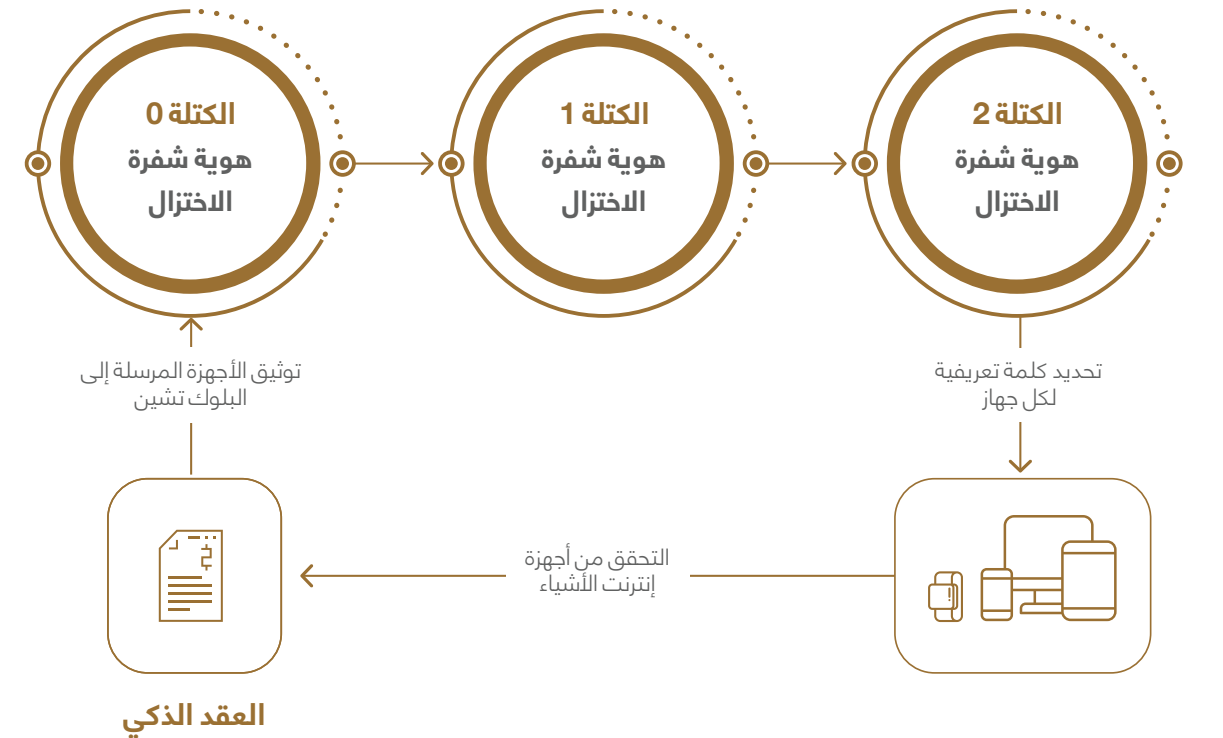 الكتلة 0
هوية شفرة
الاختزال
الكتلة 1
هوية شفرة
الاختزال
الكتلة 2
هوية شفرة
الاختزال
تحديد كلمة تعريفية
لكل جهاز
التحقق من أجهزة
إنترنت الأشياء
توثيق الأجهزة المرسلة إلى
البلوك تشين
العقد الذكي